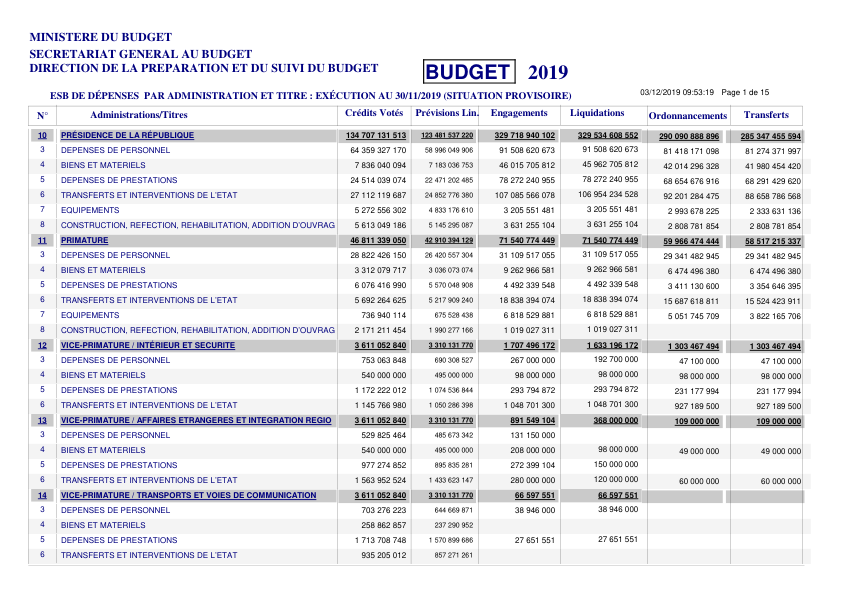 MINISTERE DU BUDGET
SECRETARIAT GENERAL AU BUDGET
DIRECTION DE LA PREPARATION ET DU SUIVI DU BUDGET
BUDGET 2019
ESB DE DÉPENSES PAR ADMINISTRATION ET TITRE : EXÉCUTION AU 30/11/2019 (SITUATION PROVISOIRE)
03/12/2019 09:53:19 Page 1 de 15
N° Administrations/Titres Crédits Votés Prévisions Lin. Engagements Liquidations Ordonnancements Transferts
10 PRÉSIDENCE DE LA RÉPUBLIQUE 134 707 131 513 123 481 537 220 329 718 940 102 329 534 608 552 290 090 888 896 285 347 455 594
3 DEPENSES DE PERSONNEL 64 359 327 170 58 996 049 906 91 508 620 673 91 508 620 673 81 418 171 098 81 274 371 997
4 BIENS ET MATERIELS 7 836 040 094 7 183 036 753 46 015 705 812 45 962 705 812 42 014 296 328 41 980 454 420
5 DEPENSES DE PRESTATIONS 24 514 039 074 22 471 202 485 78 272 240 955 78 272 240 955 68 654 676 916 68 291 429 620
6 TRANSFERTS ET INTERVENTIONS DE L'ETAT 27 112 119 687 24 852 776 380 107 085 566 078 106 954 234 528 92 201 284 475 88 658 786 568
7 EQUIPEMENTS 5 272 556 302 4 833 176 610 3 205 551 481 3 205 551 481 2 993 678 225 2 333 631 136
8 CONSTRUCTION, REFECTION, REHABILITATION, ADDITION D'OUVRAG 5 613 049 186 5 145 295 087 3 631 255 104 3 631 255 104 2 808 781 854 2 808 781 854
11 PRIMATURE 46 811 339 050 42 910 394 129 71 540 774 449 71 540 774 449 59 966 474 444 58 517 215 337
3 DEPENSES DE PERSONNEL 28 822 426 150 26 420 557 304 31 109 517 055 31 109 517 055 29 341 482 945 29 341 482 945
4 BIENS ET MATERIELS 3 312 079 717 3 036 073 074 9 262 966 581 9 262 966 581 6 474 496 380 6 474 496 380
5 DEPENSES DE PRESTATIONS 6 076 416 990 5 570 048 908 4 492 339 548 4 492 339 548 3 411 130 600 3 354 646 395
6 TRANSFERTS ET INTERVENTIONS DE L'ETAT 5 692 264 625 5 217 909 240 18 838 394 074 18 838 394 074 15 687 618 811 15 524 423 911
7 EQUIPEMENTS 736 940 114 675 528 438 6 819 528 881 6 818 529 881 5 051 745 709 3 822 165 706
8 CONSTRUCTION, REFECTION, REHABILITATION, ADDITION D'OUVRAG 2 171 211 454 1 990 277 166 1 019 027 311 1 019 027 311
12 VICE-PRIMATURE / INTÉRIEUR ET SECURITE 3 611 052 840 3 310 131 770 1 707 496 172 1 633 196 172 1 303 467 494 1 303 467 494
3 DEPENSES DE PERSONNEL 753 063 848 690 308 527 267 000 000 192 700 000 47 100 000 47 100 000
4 BIENS ET MATERIELS 540 000 000 495 000 000 98 000 000 98 000 000 98 000 000 98 000 000
5 DEPENSES DE PRESTATIONS 1 172 222 012 1 074 536 844 293 794 872 293 794 872 231 177 994 231 177 994
6 TRANSFERTS ET INTERVENTIONS DE L'ETAT 1 145 766 980 1 050 286 398 1 048 701 300 1 048 701 300 927 189 500 927 189 500
13 VICE-PRIMATURE / AFFAIRES ETRANGERES ET INTEGRATION REGIO 3 611 052 840 3 310 131 770 891 549 104 368 000 000 109 000 000 109 000 000
3 DEPENSES DE PERSONNEL 529 825 464 485 673 342 131 150 000
4 BIENS ET MATERIELS 540 000 000 495 000 000 208 000 000 98 000 000 49 000 000 49 000 000
5 DEPENSES DE PRESTATIONS 977 274 852 895 835 281 272 399 104 150 000 000
6 TRANSFERTS ET INTERVENTIONS DE L'ETAT 1 563 952 524 1 433 623 147 280 000 000 120 000 000 60 000 000 60 000 000
14 VICE-PRIMATURE / TRANSPORTS ET VOIES DE COMMUNICATION 3 611 052 840 3 310 131 770 66 597 551 66 597 551
3 DEPENSES DE PERSONNEL 703 276 223 644 669 871 38 946 000 38 946 000
4 BIENS ET MATERIELS 258 862 857 237 290 952
5 DEPENSES DE PRESTATIONS 1 713 708 748 1 570 899 686 27 651 551 27 651 551
6 TRANSFERTS ET INTERVENTIONS DE L'ETAT 935 205 012 857 271 261